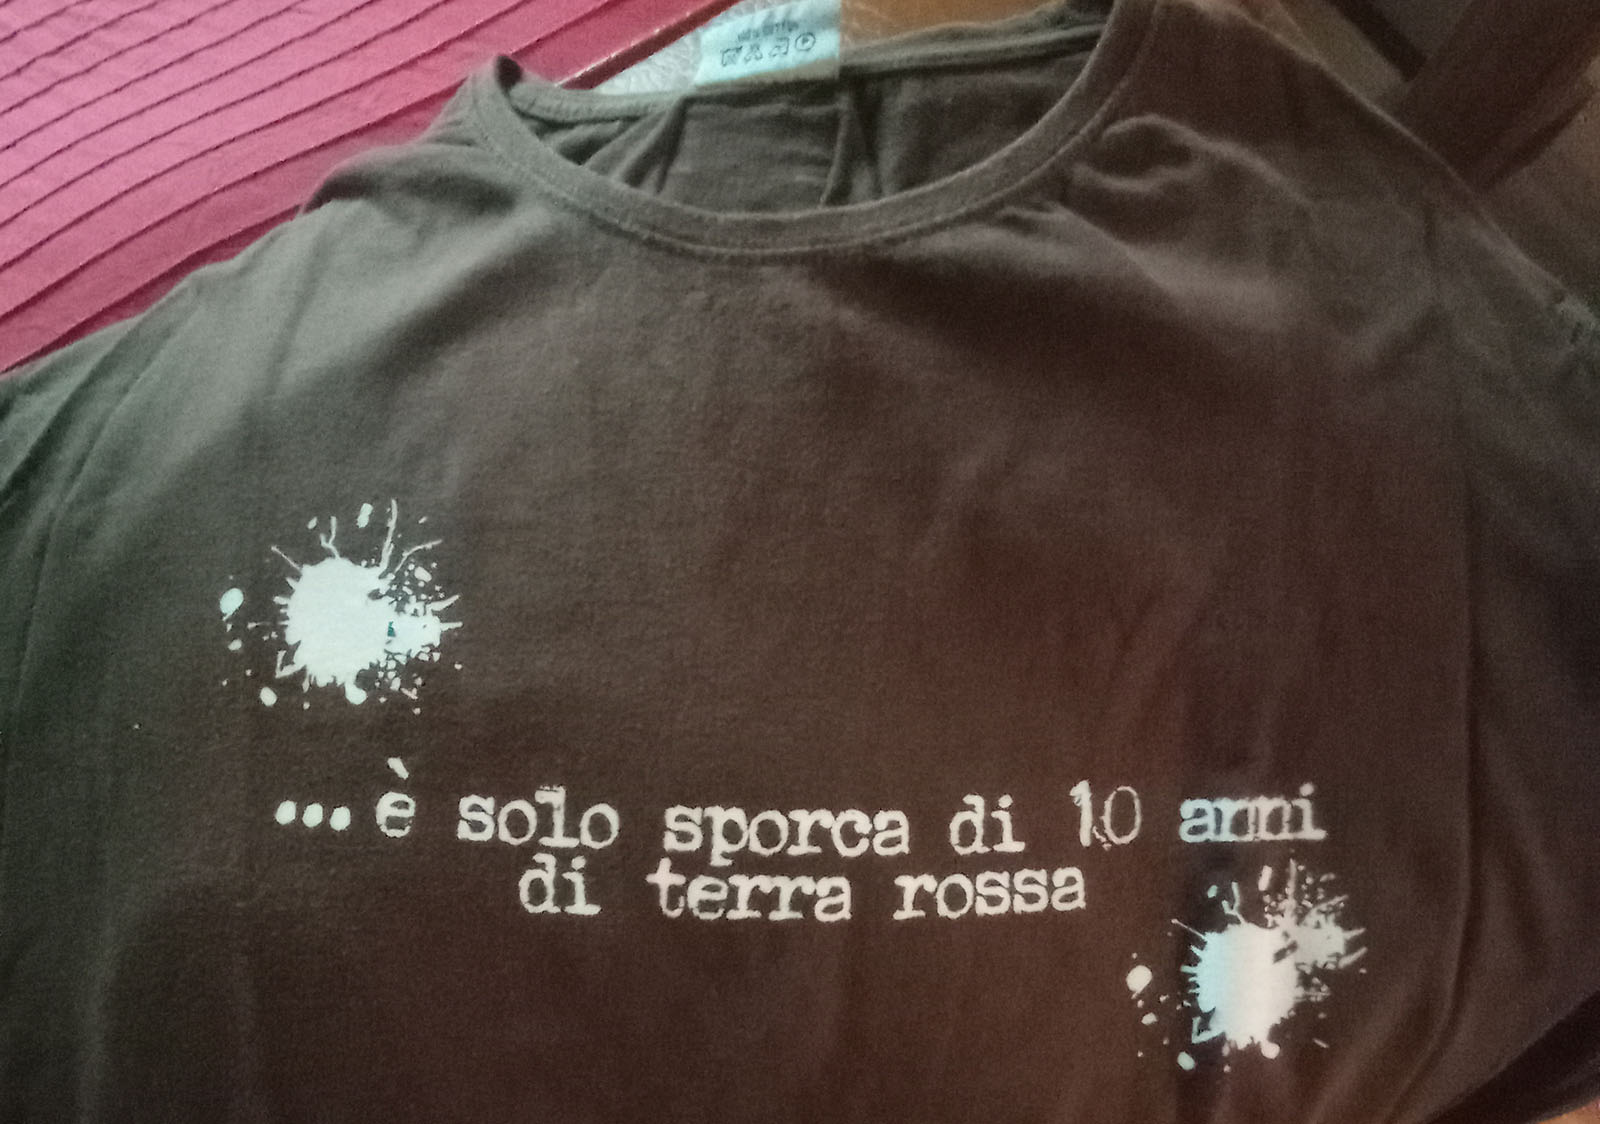 ...è solo sporca di 10 anni
di terra rossa